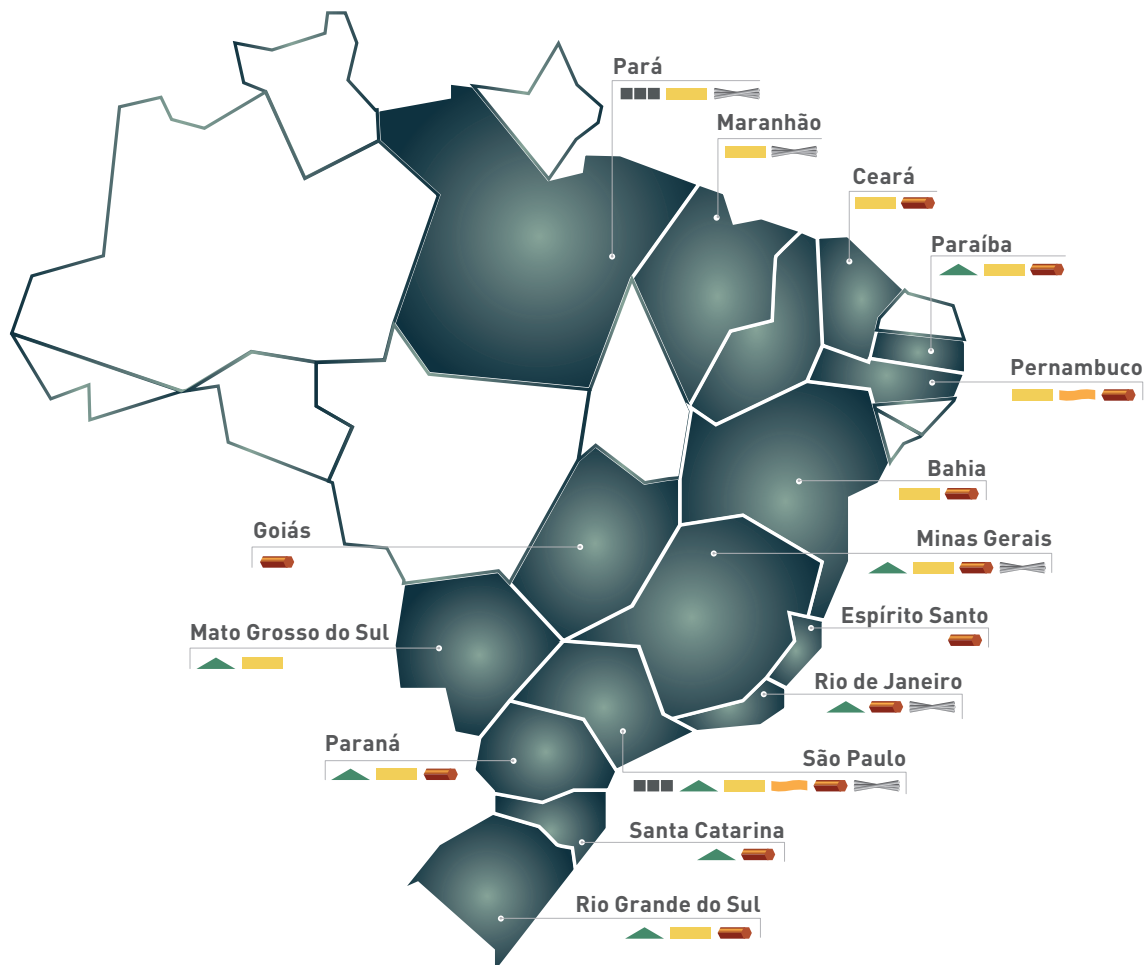 Pará
Maranhão
Ceará
Paraíba
Pernambuco
Bahia
Goiás
Minas Gerais
Espírito Santo
Mato Grosso do Sul
Rio de Janeiro
Paraná
São Paulo
Santa Catarina
Rio Grande do Sul